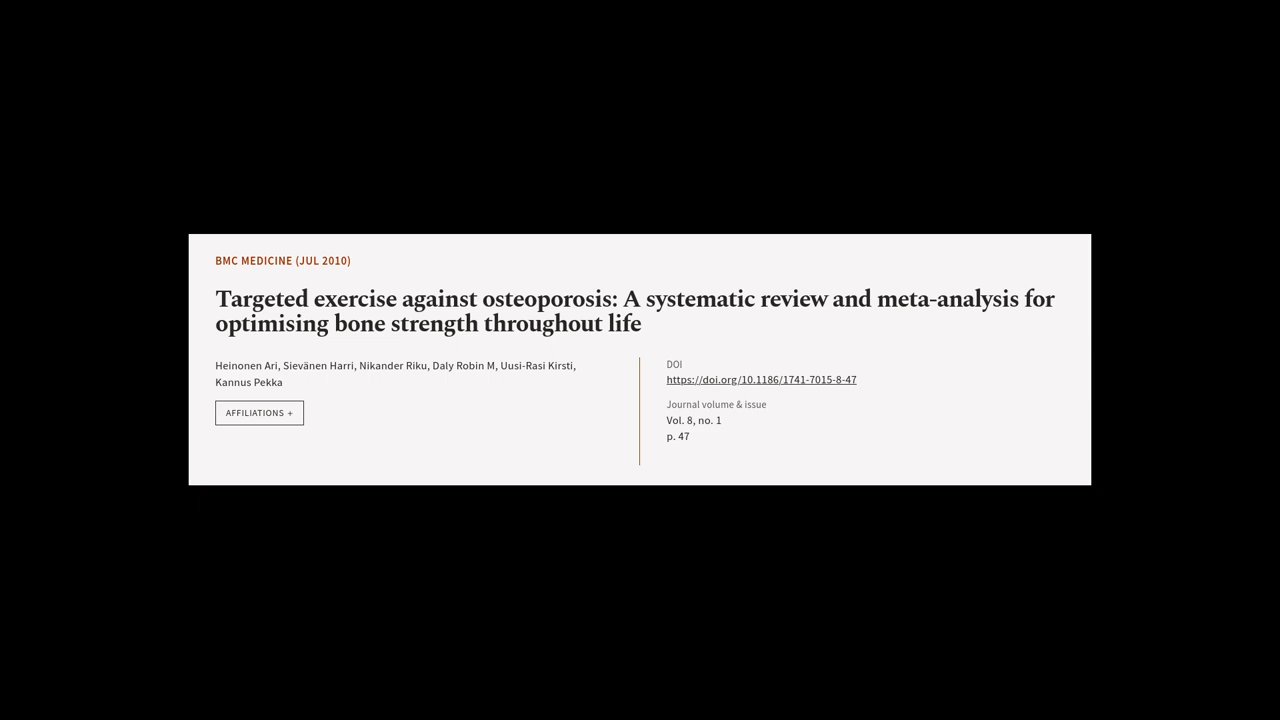 BMC MEDICINE (JUL 2010)
Targeted exercise against osteoporosis: A systematic review and meta-analysis for
optimising bone strength throughout life
Heinonen Ari, Sievänen Harri, Nikander Riku, Daly Robin M, Uusi-Rasi Kirsti,
Kannus Pekka
AFFILIATIONS +
DOI
https://doi.org/10.1186/1741-7015-8-47
Journal volume & issue
Vol. 8, no. 1
p. 47